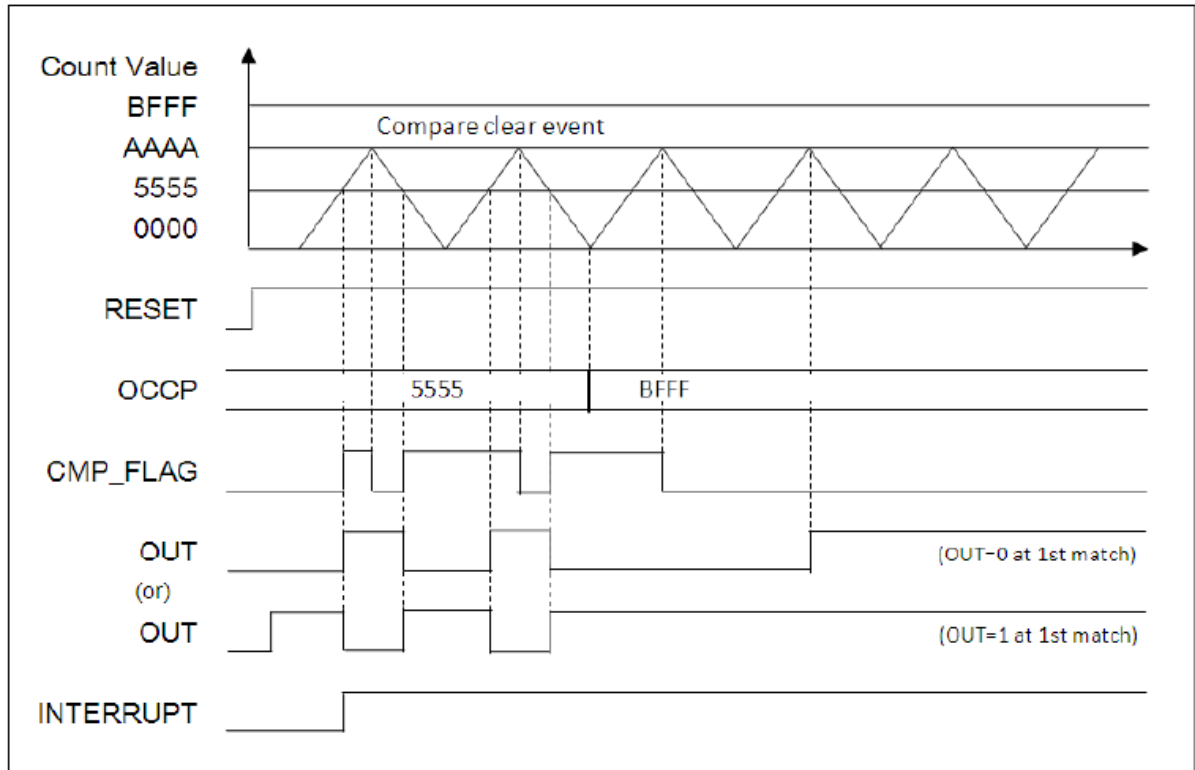 Count Value
BFFF
Compare clear event
AAAA
5555
0000
RESET
OCCP 5555 BFFF
CMP_FLAG
OUT (OUT=0 at 1st match)
(or)
OUT (OUT=1 at 1st match)
INTERRUPT